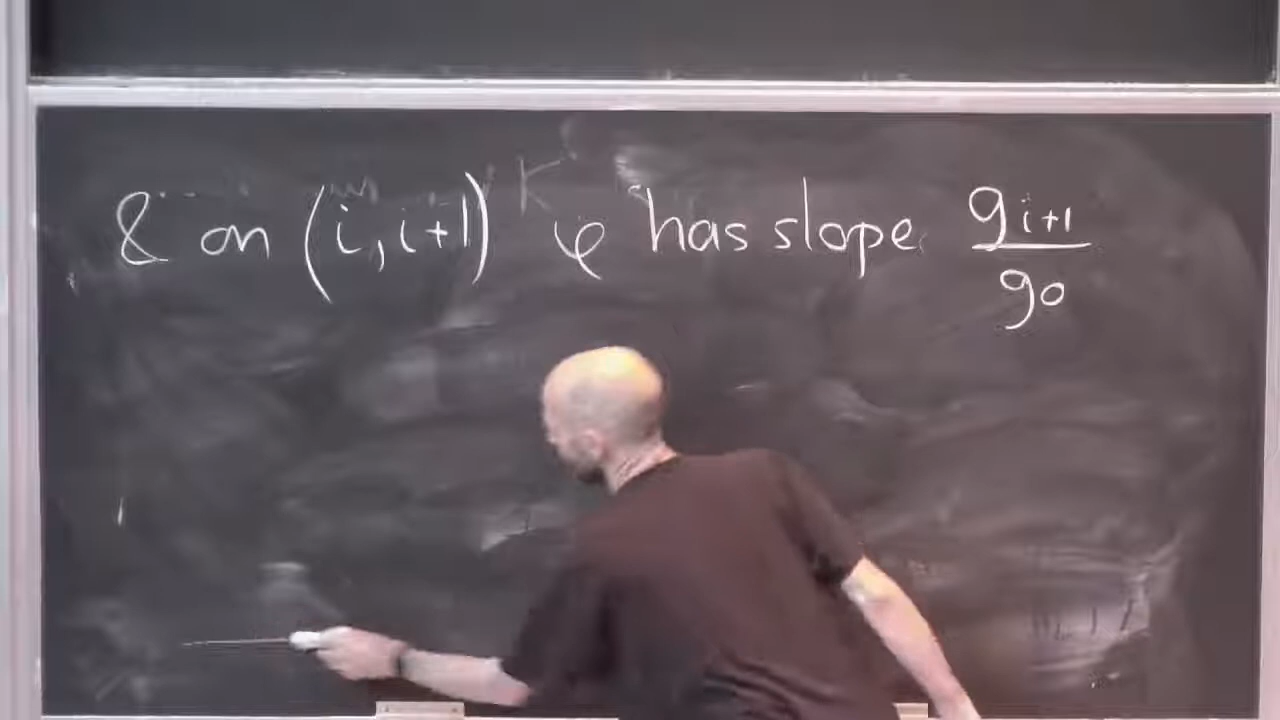 & on (i, i+1) φ has slope g_{i+1}/g_0